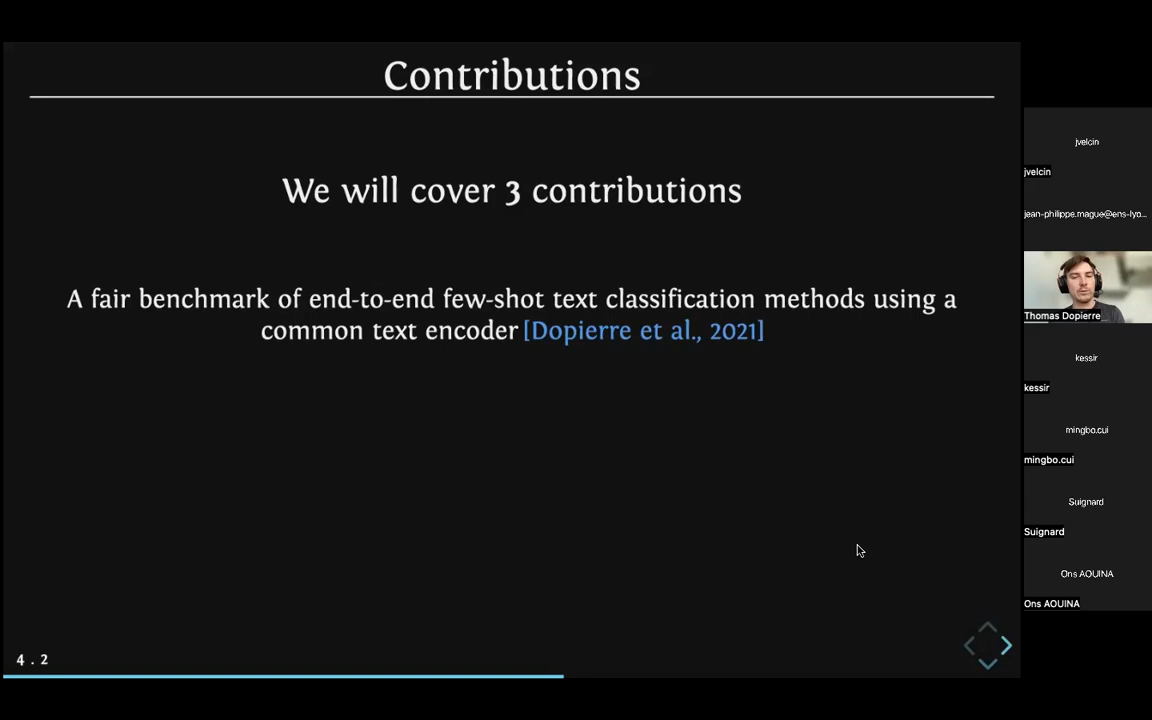 Contributions
We will cover 3 contributions
A fair benchmark of end-to-end few-shot text classification methods using a
common text encoder [Dopierre et al., 2021]
4 . 2
jvelcin
jvelcin
jean-philippe.mague@ens-lyo...
Thomas Dopierre
kessir
kessir
mingbo.cui
mingbo.cui
Suignard
Suignard
Ons AOUINA
Ons AOUINA